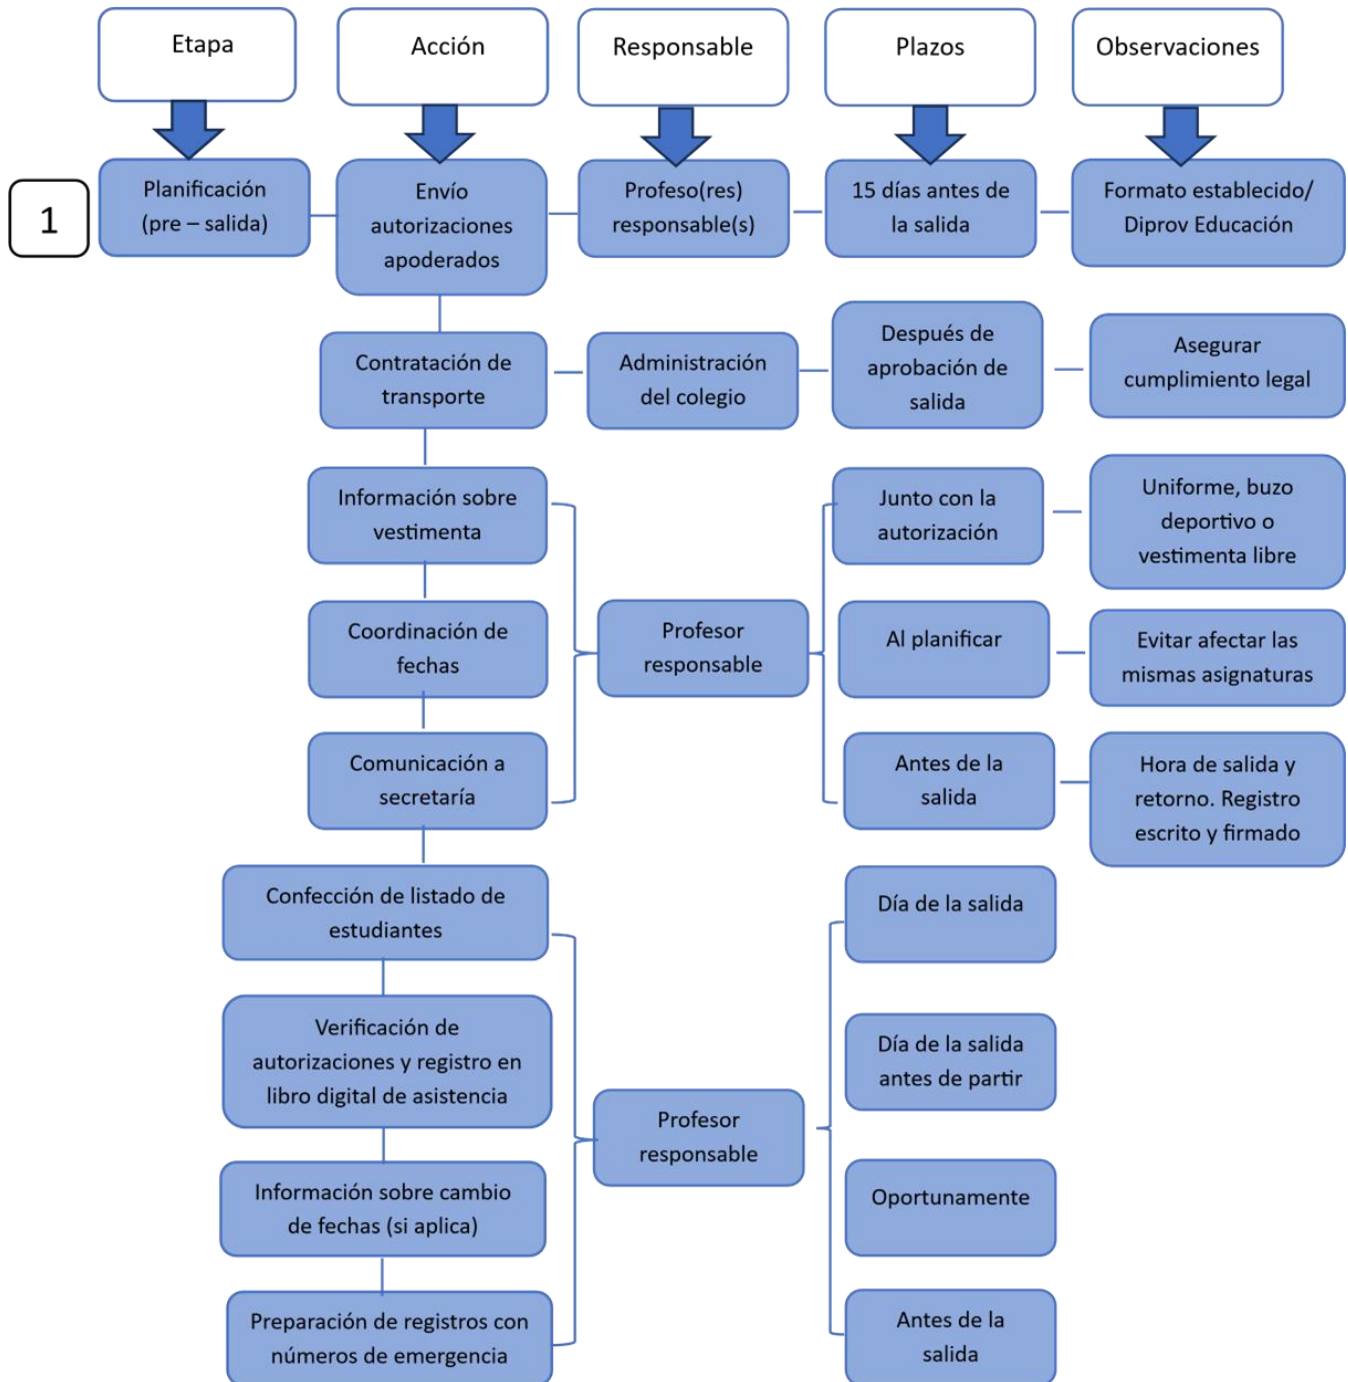 Etapa
Acción
Responsable
Plazos
Observaciones
1
Planificación
(pre – salida)
Envío
autorizaciones
apoderados
Profeso(res)
responsable(s)
15 días antes de
la salida
Formato establecido/
Diprov Educación
Contratación de
transporte
Administración
del colegio
Después de
aprobación de
salida
Asegurar
cumplimiento legal
Información sobre
vestimenta
Coordinación de
fechas
Comunicación a
secretaría
Profesor
responsable
Junto con la
autorización
Uniforme, buzo
deportivo o
vestimenta libre
Al planificar
Evitar afectar las
mismas asignaturas
Antes de la
salida
Hora de salida y
retorno. Registro
escrito y firmado
Confección de listado de
estudiantes
Verificación de
autorizaciones y registro en
libro digital de asistencia
Información sobre cambio
de fechas (si aplica)
Preparación de registros con
números de emergencia
Profesor
responsable
Día de la salida
Día de la salida
antes de partir
Oportunamente
Antes de la
salida